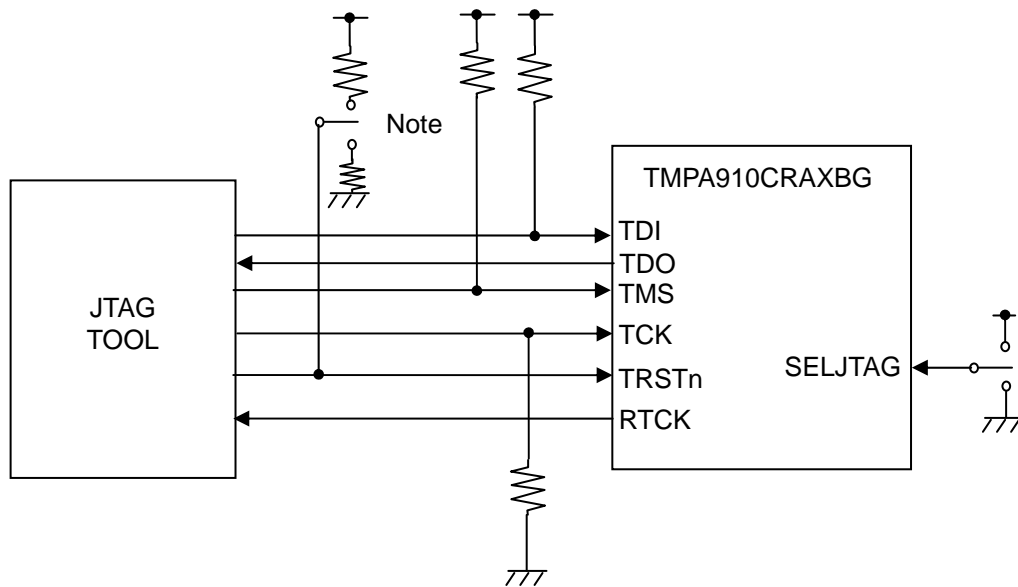 Note
TMPA910CRAXBG
TDI
TDO
TMS
JTAG
TOOL
TCK
SELJTAG
TRSTn
RTCK